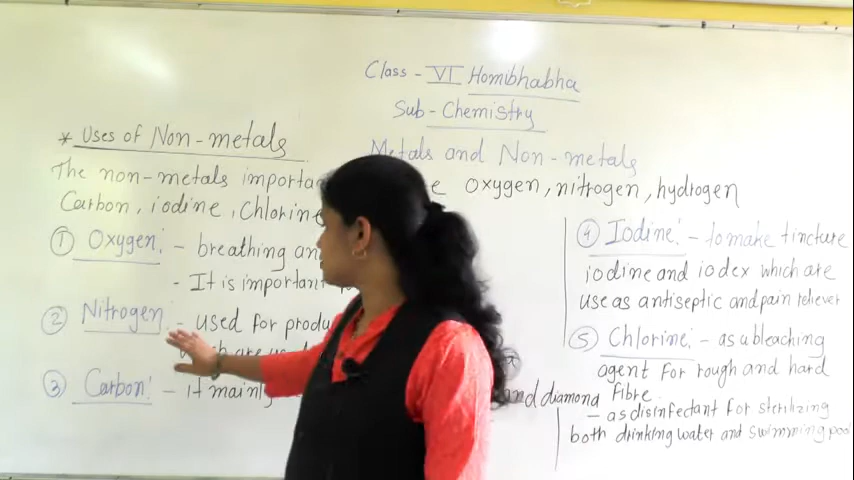 Class - VI Homibhabha
Sub - Chemistry
Metals and Non-metals
* Uses of Non-metals
The non-metals importa
oxygen, nitrogen, hydrogen
Carbon, iodine, Chlorine
① Oxygen: - breathing an
- It is important
② Nitrogen: - used for produ
which are
③ Carbon: - it mainly
and diamond
④ Iodine: - to make tincture
iodine and iodex which are
use as antiseptic and pain reliever
⑤ Chlorine: - as a bleaching
agent for rough and hard
fibre.
- as disinfectant for sterilizing
both drinking water and swimming poo